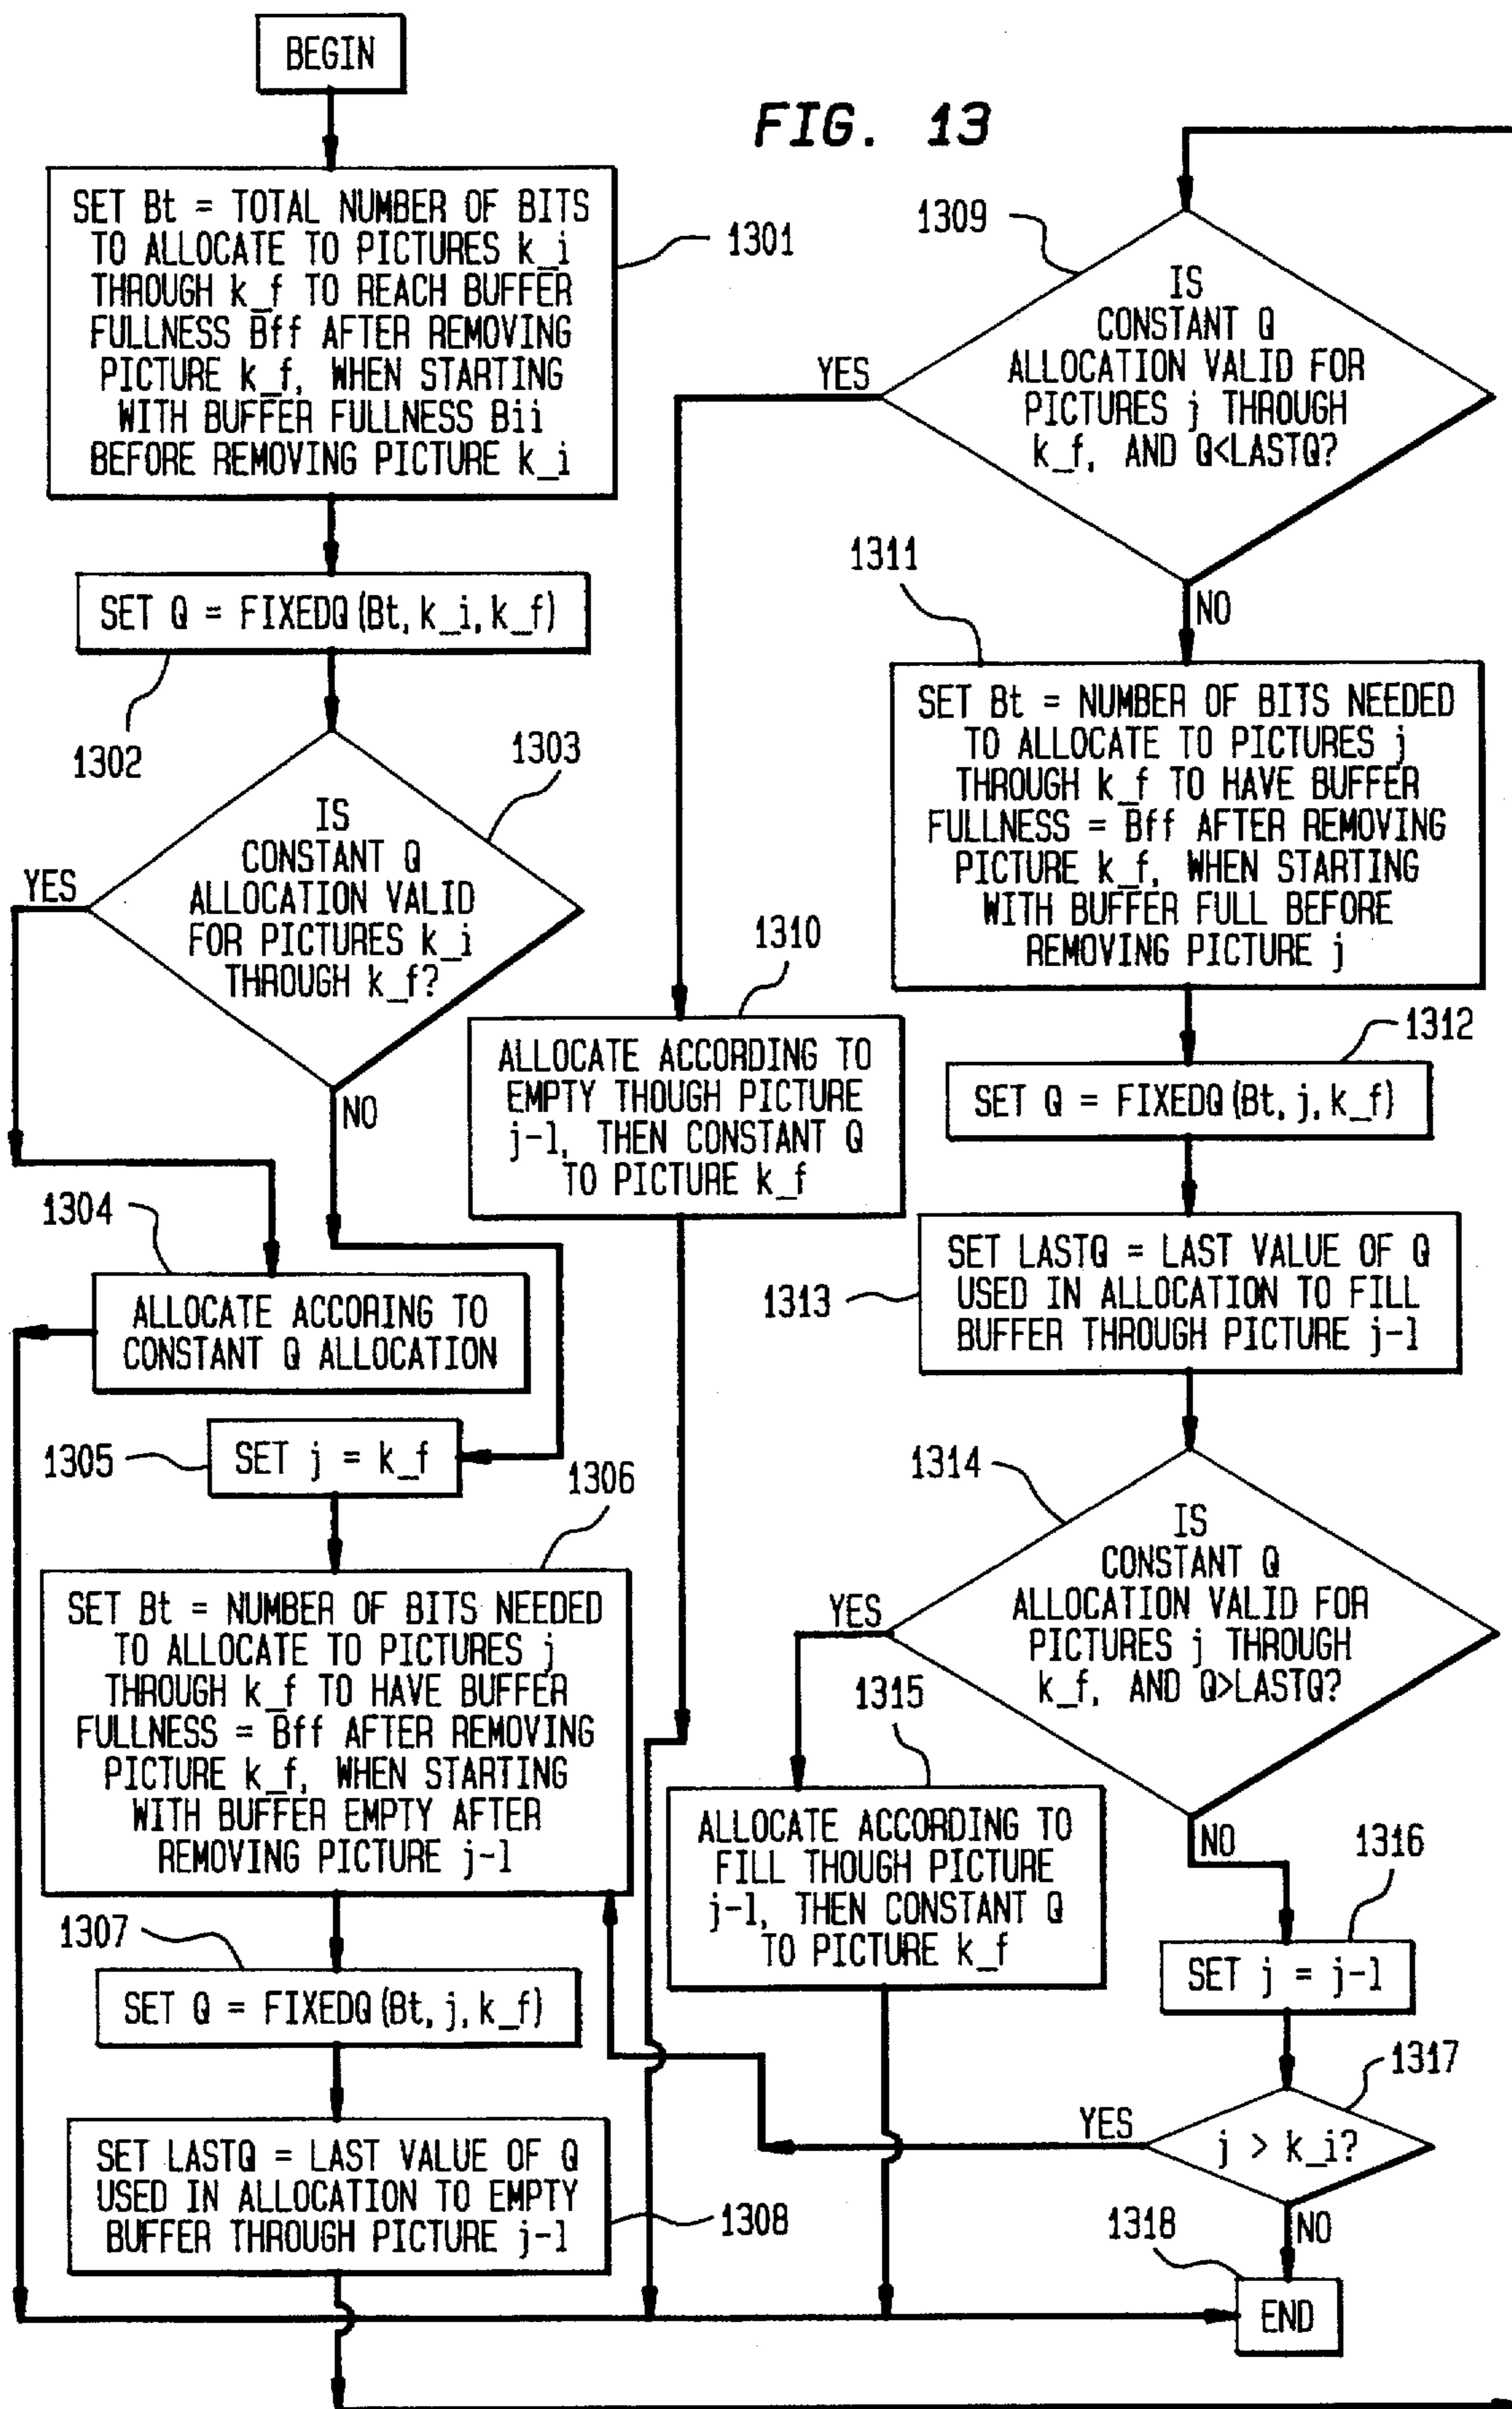 FIG. 13
BEGIN
SET Bt = TOTAL NUMBER OF BITS
TO ALLOCATE TO PICTURES k_i
THROUGH k_f TO REACH BUFFER
FULLNESS Bff AFTER REMOVING
PICTURE k_f, WHEN STARTING
WITH BUFFER FULLNESS Bii
BEFORE REMOVING PICTURE k_i
1301
SET Q = FIXEDQ(Bt, k_i, k_f)
1302
1303
IS
CONSTANT Q
ALLOCATION VALID
FOR PICTURES k_i
THROUGH k_f?
YES
NO
1304
ALLOCATE ACCORING TO
CONSTANT Q ALLOCATION
1305
SET j = k_f
1306
SET Bt = NUMBER OF BITS NEEDED
TO ALLOCATE TO PICTURES j
THROUGH k_f TO HAVE BUFFER
FULLNESS = Bff AFTER REMOVING
PICTURE k_f, WHEN STARTING
WITH BUFFER EMPTY AFTER
REMOVING PICTURE j-1
1307
SET Q = FIXEDQ(Bt, j, k_f)
SET LASTQ = LAST VALUE OF Q
USED IN ALLOCATION TO EMPTY
BUFFER THROUGH PICTURE j-1
1308
1309
IS
CONSTANT Q
ALLOCATION VALID FOR
PICTURES j THROUGH
k_f, AND Q<LASTQ?
YES
NO
1310
ALLOCATE ACCORDING TO
EMPTY THOUGH PICTURE
j-1, THEN CONSTANT Q
TO PICTURE k_f
1311
SET Bt = NUMBER OF BITS NEEDED
TO ALLOCATE TO PICTURES j
THROUGH k_f TO HAVE BUFFER
FULLNESS = Bff AFTER REMOVING
PICTURE k_f, WHEN STARTING
WITH BUFFER FULL BEFORE
REMOVING PICTURE j
1312
SET Q = FIXEDQ(Bt, j, k_f)
1313
SET LASTQ = LAST VALUE OF Q
USED IN ALLOCATION TO FILL
BUFFER THROUGH PICTURE j-1
1314
IS
CONSTANT Q
ALLOCATION VALID FOR
PICTURES j THROUGH
k_f, AND Q>LASTQ?
YES
NO
1315
ALLOCATE ACCORDING TO
FILL THOUGH PICTURE
j-1, THEN CONSTANT Q
TO PICTURE k_f
1316
SET j = j-1
1317
j > k_i?
YES
NO
1318
END